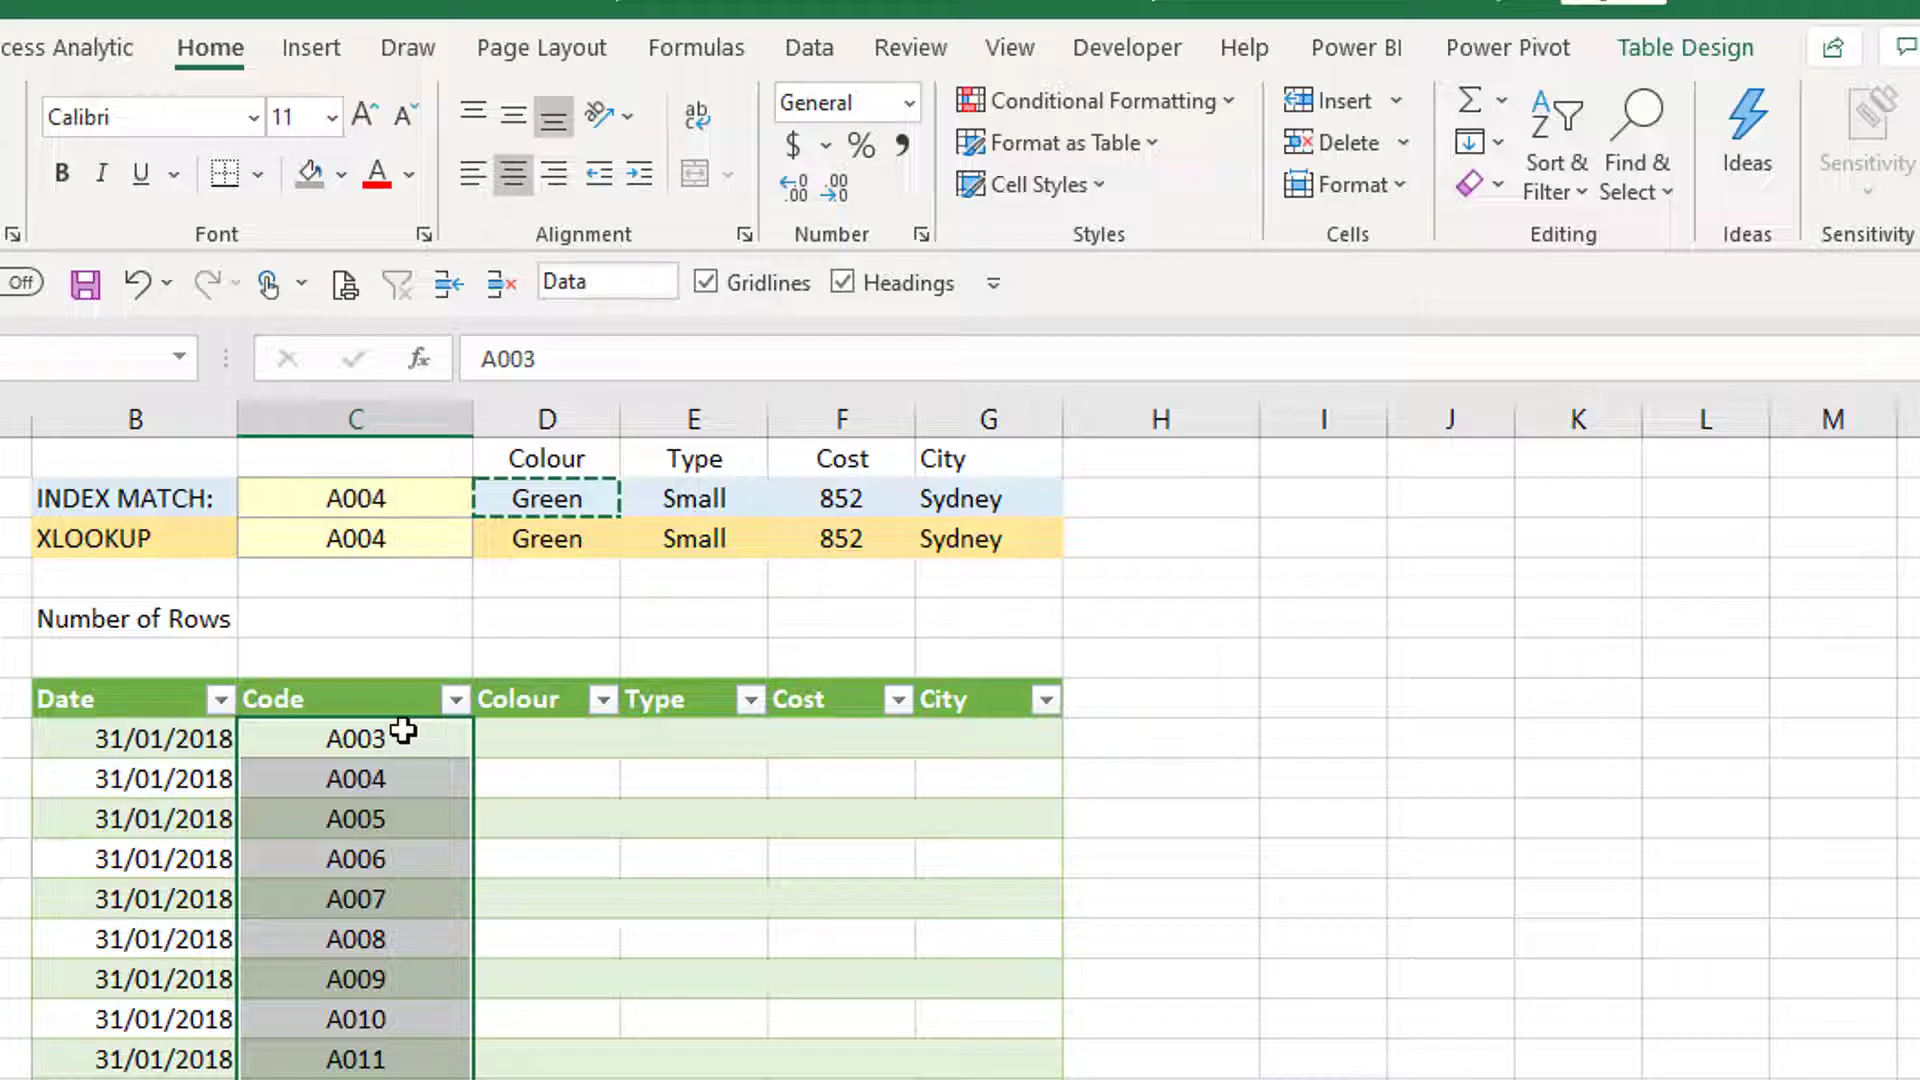 cess Analytic Home Insert Draw Page Layout Formulas Data Review View Developer Help Power BI Power Pivot Table Design
Calibri 11 General Conditional Formatting Insert
Format as Table Delete
B I U Cell Styles Format
Sort & Filter Find & Select Ideas Sensitivity
Font Alignment Number Styles Cells Editing Ideas Sensitivity
Off Data Gridlines Headings
fx A003
B C D E F G H I J K L M
Colour Type Cost City
INDEX MATCH: A004 Green Small 852 Sydney
XLOOKUP A004 Green Small 852 Sydney
Number of Rows
Date Code Colour Type Cost City
31/01/2018 A003
31/01/2018 A004
31/01/2018 A005
31/01/2018 A006
31/01/2018 A007
31/01/2018 A008
31/01/2018 A009
31/01/2018 A010
31/01/2018 A011